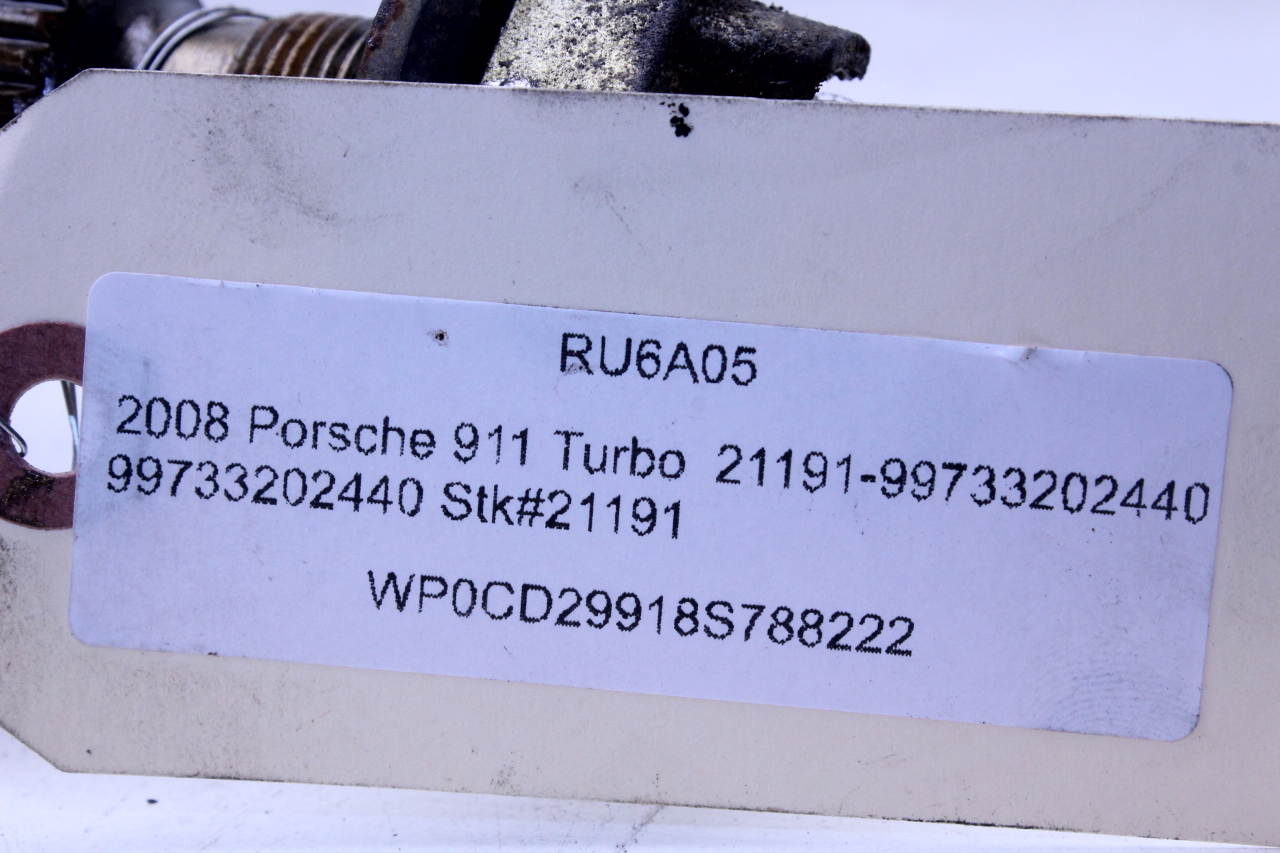 RU6A05
2008 Porsche 911 Turbo 21191-99733202440
99733202440 Stk#21191
WP0CD29918S788222